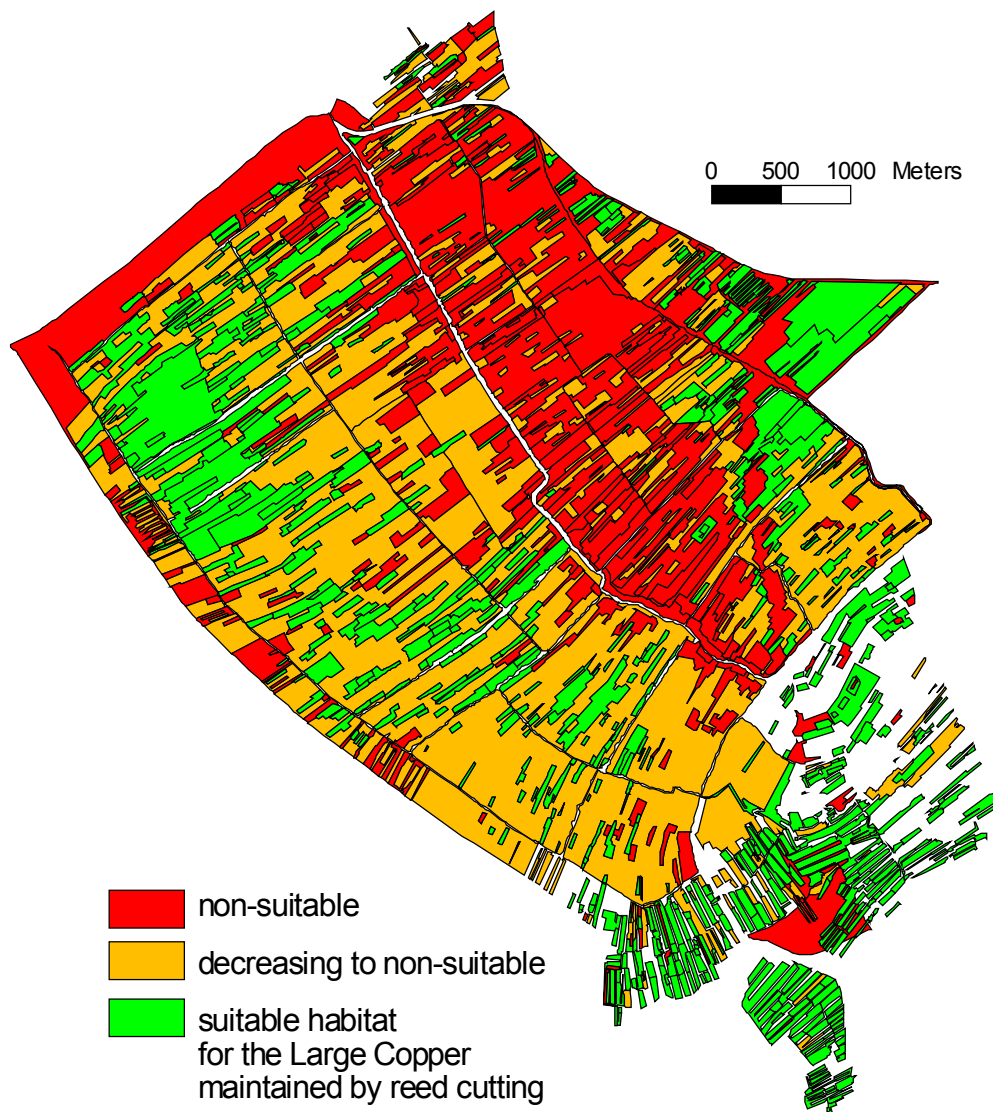 0 500 1000 Meters
non-suitable
decreasing to non-suitable
suitable habitat
for the Large Copper
maintained by reed cutting